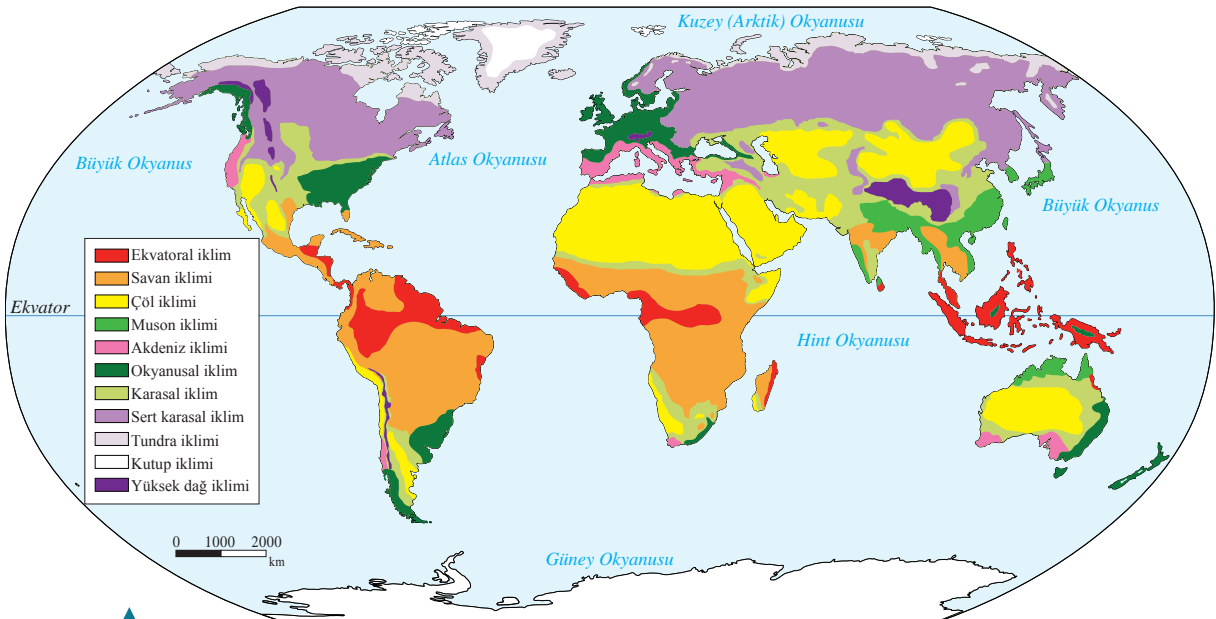 Kuzey (Arktik) Okyanusu
Büyük Okyanus
Atlas Okyanusu
Büyük Okyanus
Ekvatoral iklim
Savan iklimi
Çöl iklimi
Muson iklimi
Akdeniz iklimi
Okyanusal iklim
Karasal iklim
Sert karasal iklim
Tundra iklimi
Kutup iklimi
Yüksek dağ iklimi
Ekvator
Hint Okyanusu
0 1000 2000
km
Güney Okyanusu